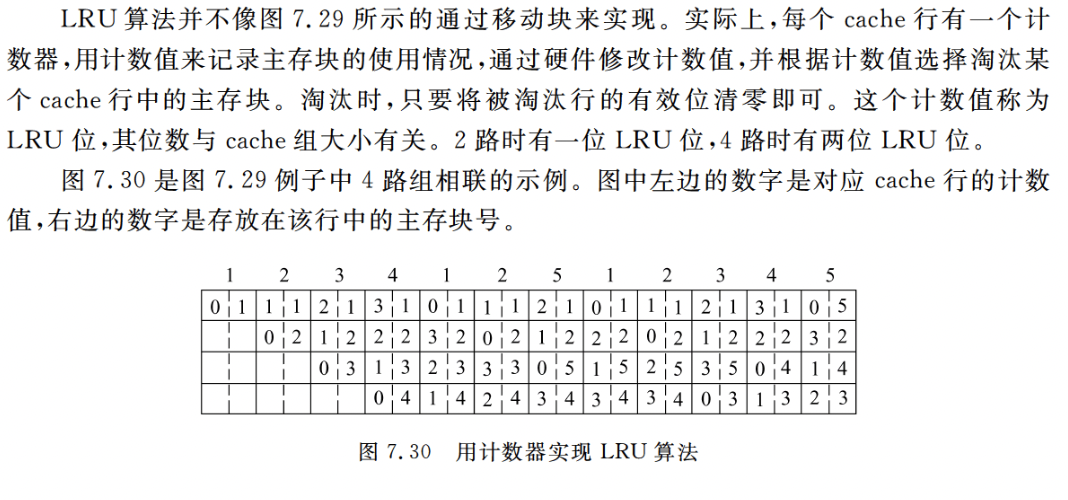 LRU 算法并不像图 7.29 所示的通过移动块来实现。实际上,每个 cache 行有一个计
数器,用计数值来记录主存块的使用情况,通过硬件修改计数值,并根据计数值选择淘汰某
个 cache 行中的主存块。淘汰时,只要将被淘汰行的有效位清零即可。这个计数值称为
LRU 位,其位数与 cache 组大小有关。2 路时有一位 LRU 位,4 路时有两位 LRU 位。
图 7.30 是图 7.29 例子中 4 路组相联的示例。图中左边的数字是对应 cache 行的计数
值,右边的数字是存放在该行中的主存块号。
1 2 3 4 1 2 5 1 2 3 4 5
0 1 1 1 2 1 3 1 0 1 1 1 2 1 0 1 1 1 2 1 3 1 0 5
0 2 1 2 2 2 3 2 0 2 1 2 2 2 0 2 1 2 2 2 3 2
0 3 1 3 2 3 3 3 0 5 1 5 2 5 3 5 0 4 1 4
0 4 1 4 2 4 3 4 3 4 3 4 0 3 1 3 2 3
图 7.30 用计数器实现 LRU 算法